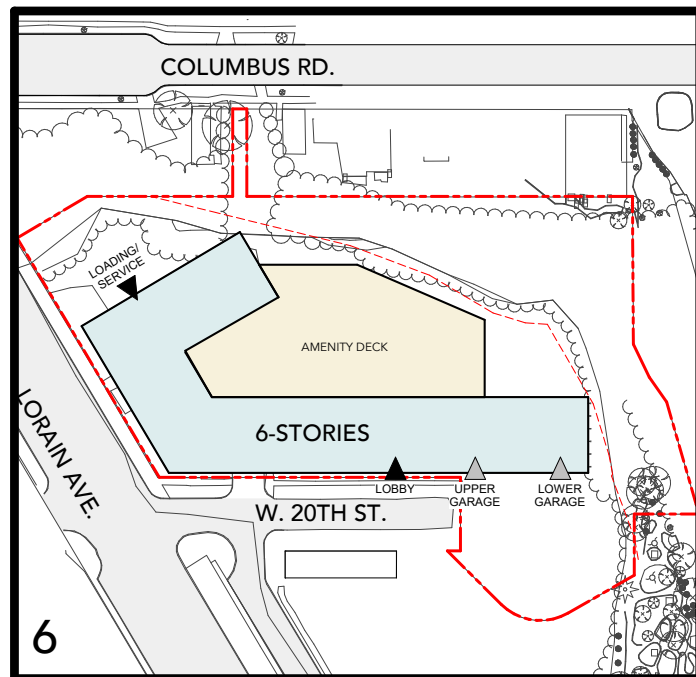 COLUMBUS RD.
LOADING/
SERVICE
AMENITY DECK
LORAIN AVE.
6-STORIES
LOBBY
UPPER
GARAGE
LOWER
GARAGE
W. 20TH ST.
6